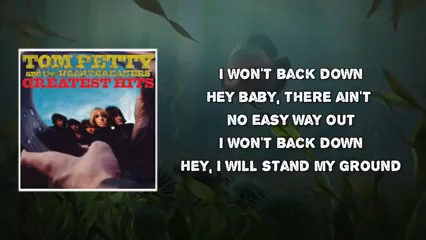 TOM PETTY
and the HEARTBREAKERS
GREATEST HITS
I WON'T BACK DOWN
HEY BABY, THERE AIN'T
NO EASY WAY OUT
I WON'T BACK DOWN
HEY, I WILL STAND MY GROUND